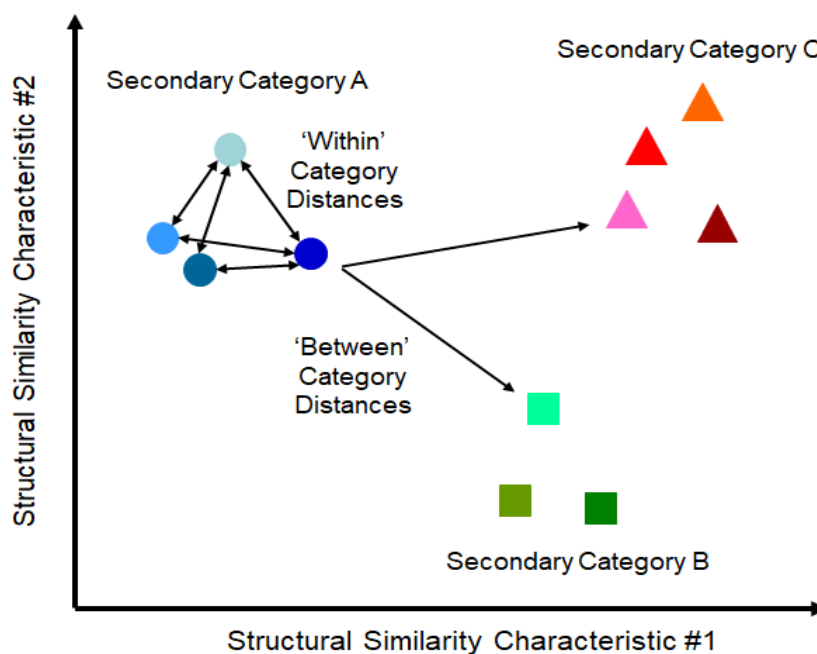 Secondary Category C
Secondary Category A
'Within'
Category
Distances
'Between'
Category
Distances
Secondary Category B
Structural Similarity Characteristic #2
Structural Similarity Characteristic #1